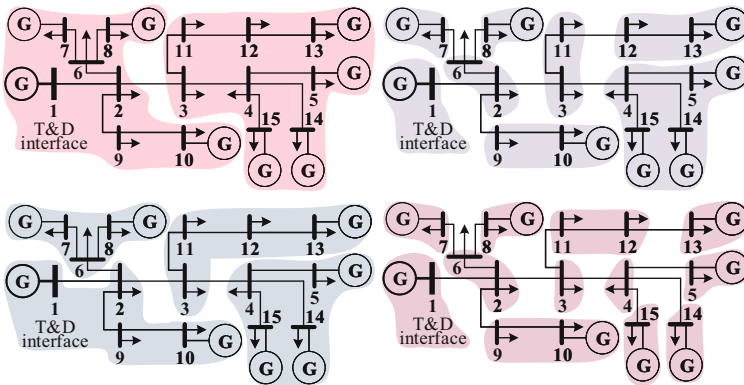 G G G G G G
7 8 11 12 13 7 8 11 12 13
6 6
G G G G
1 2 3 4 5 1 2 3 4 5
T&D 15 14 T&D 15 14
interface G interface G
9 10 9 10
G G G G
G G G G G G
7 8 11 12 13 7 8 11 12 13
6 6
G G G G
1 2 3 4 5 1 2 3 4 5
T&D 15 14 T&D 15 14
interface G interface G
9 10 9 10
G G G G